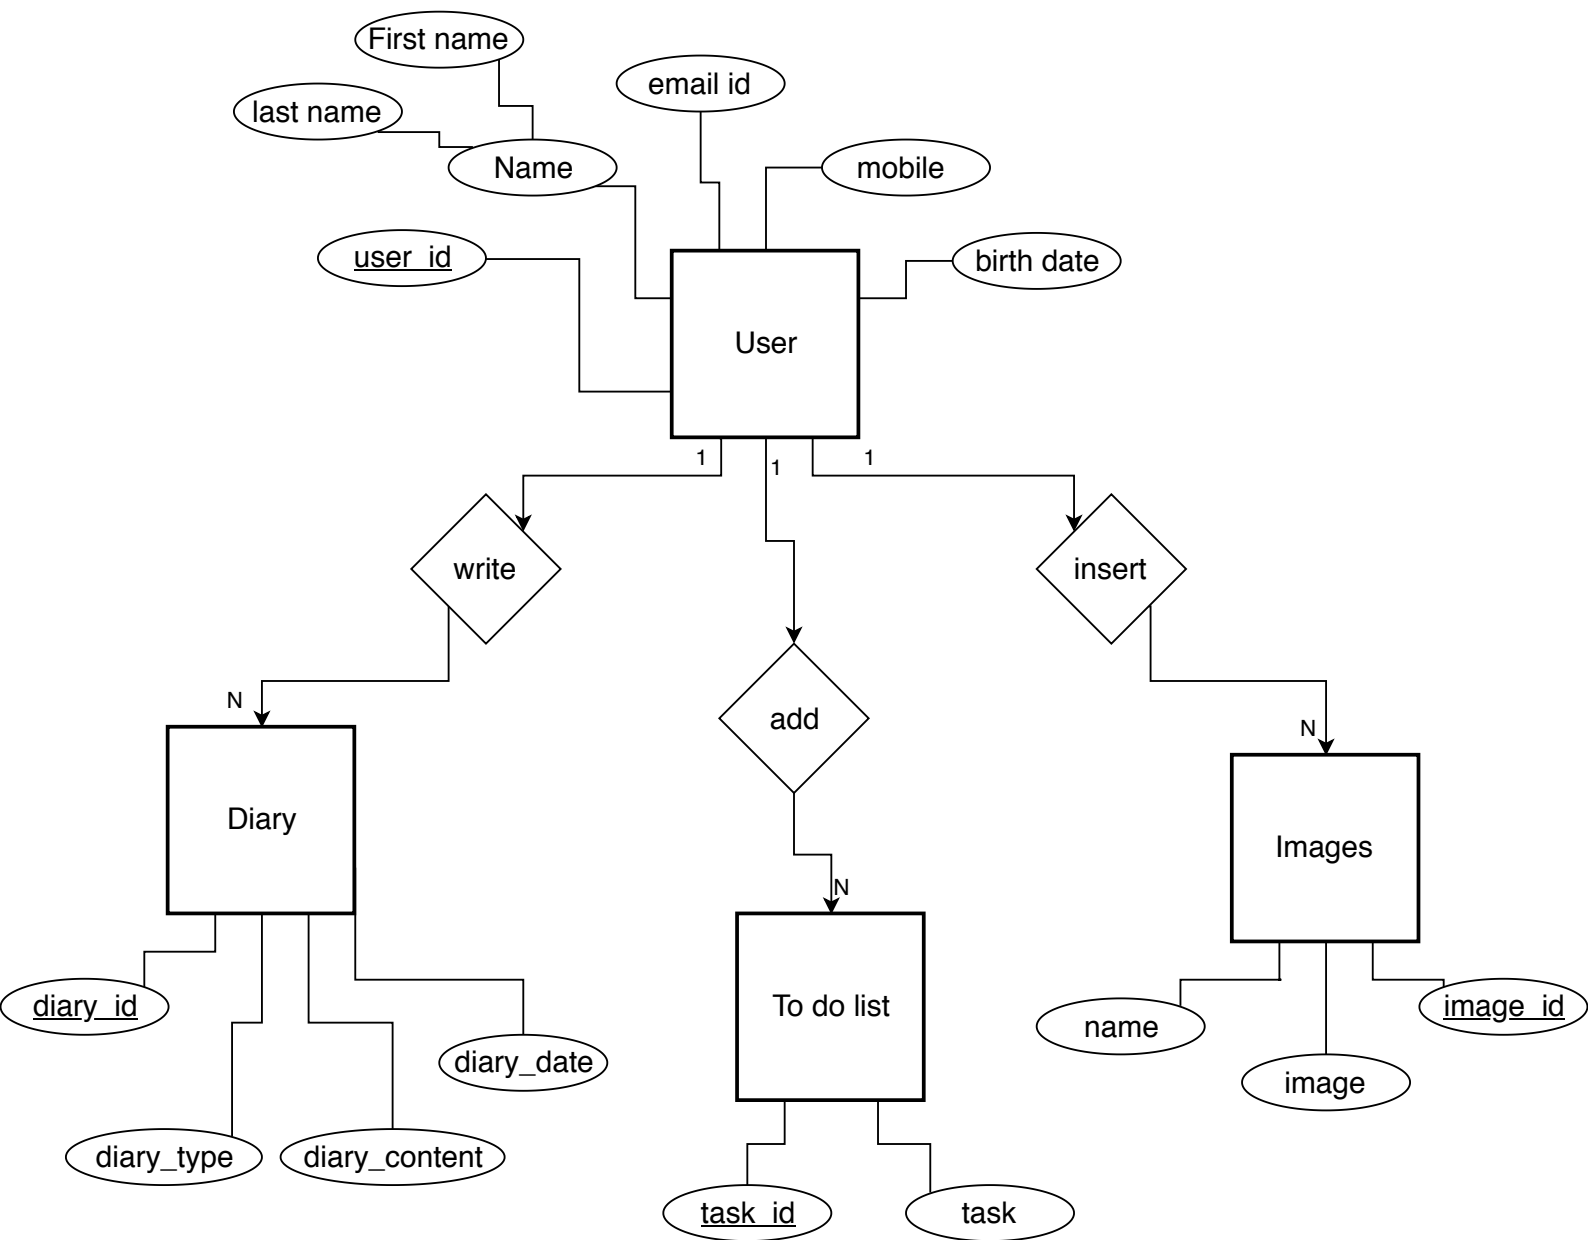 First name
email id
last name
Name
mobile
user_id
birth date
User
1
1
1
write
insert
add
N
N
N
Diary
Images
To do list
diary_id
diary_date
diary_type
diary_content
name
image_id
image
task_id
task